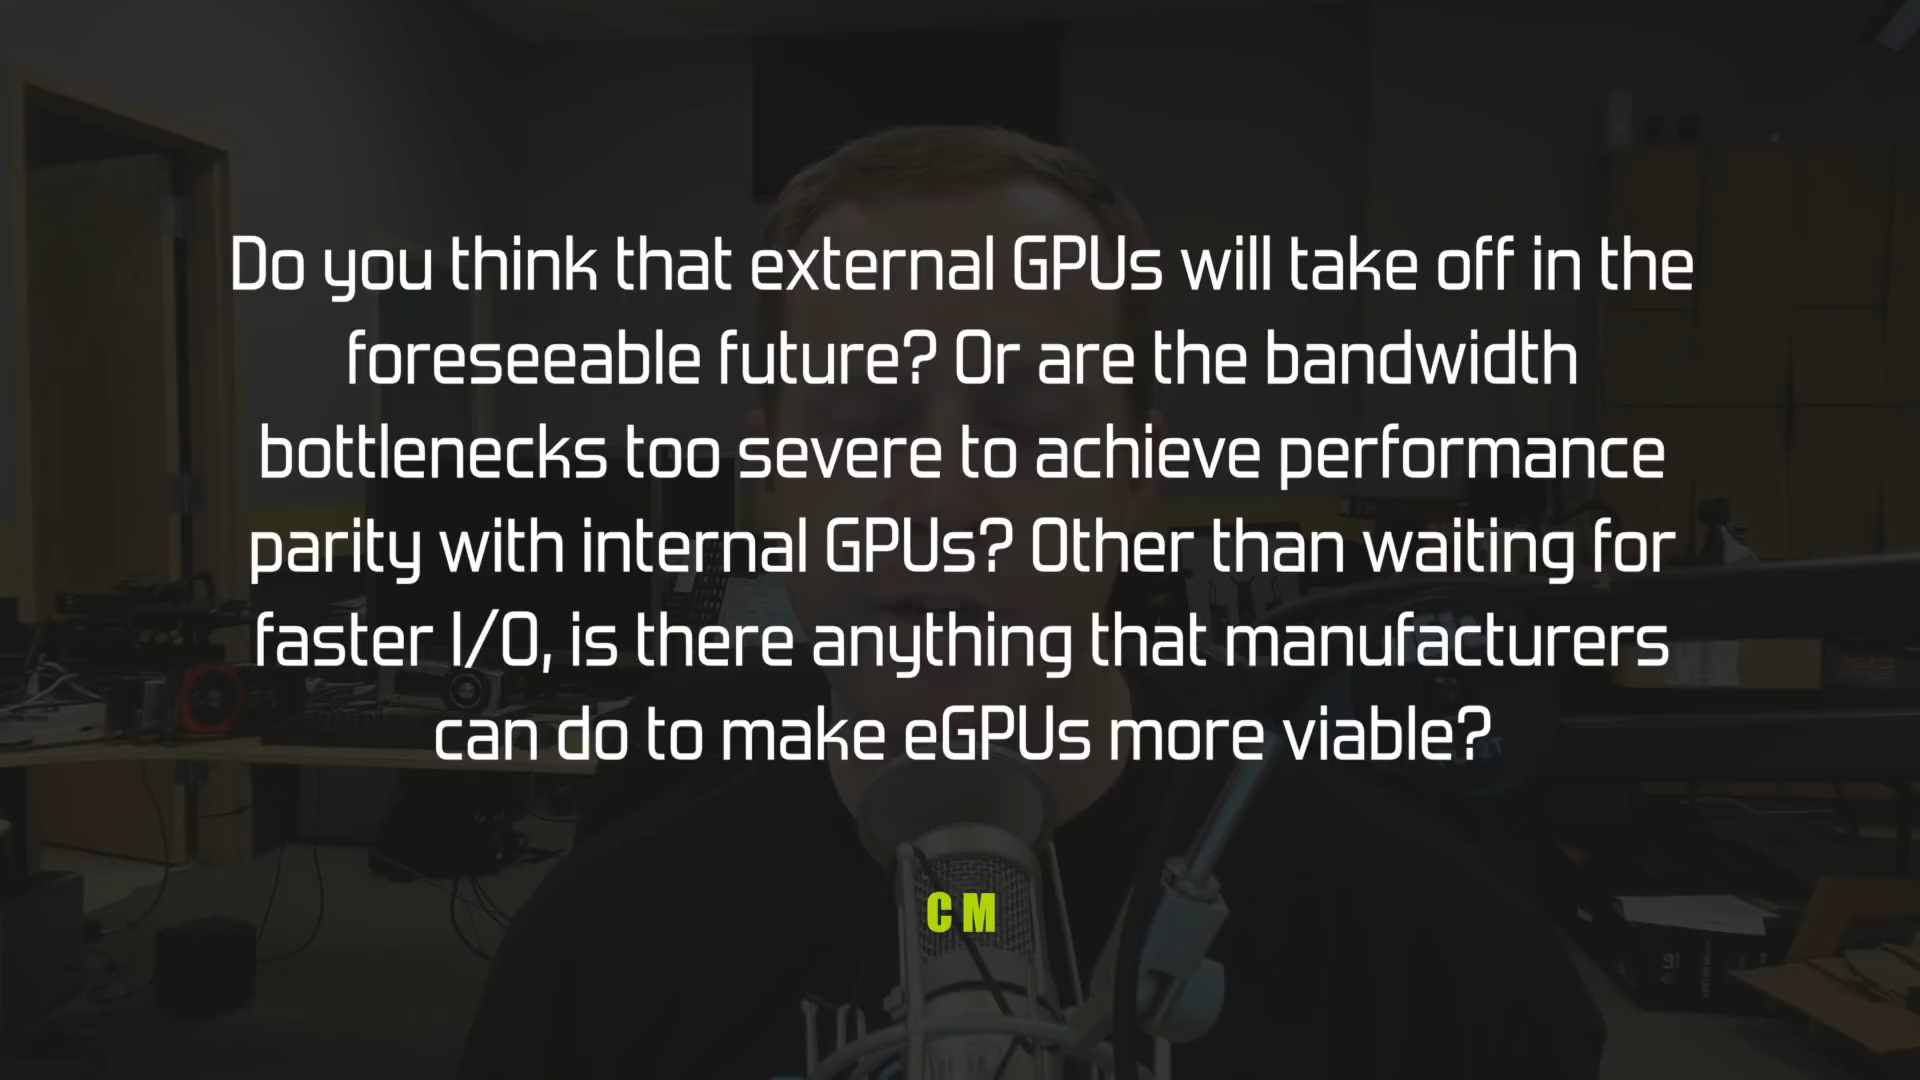 Do you think that external GPUs will take off in the
foreseeable future? Or are the bandwidth
bottlenecks too severe to achieve performance
parity with internal GPUs? Other than waiting for
faster I/O, is there anything that manufacturers
can do to make eGPUs more viable?
C M